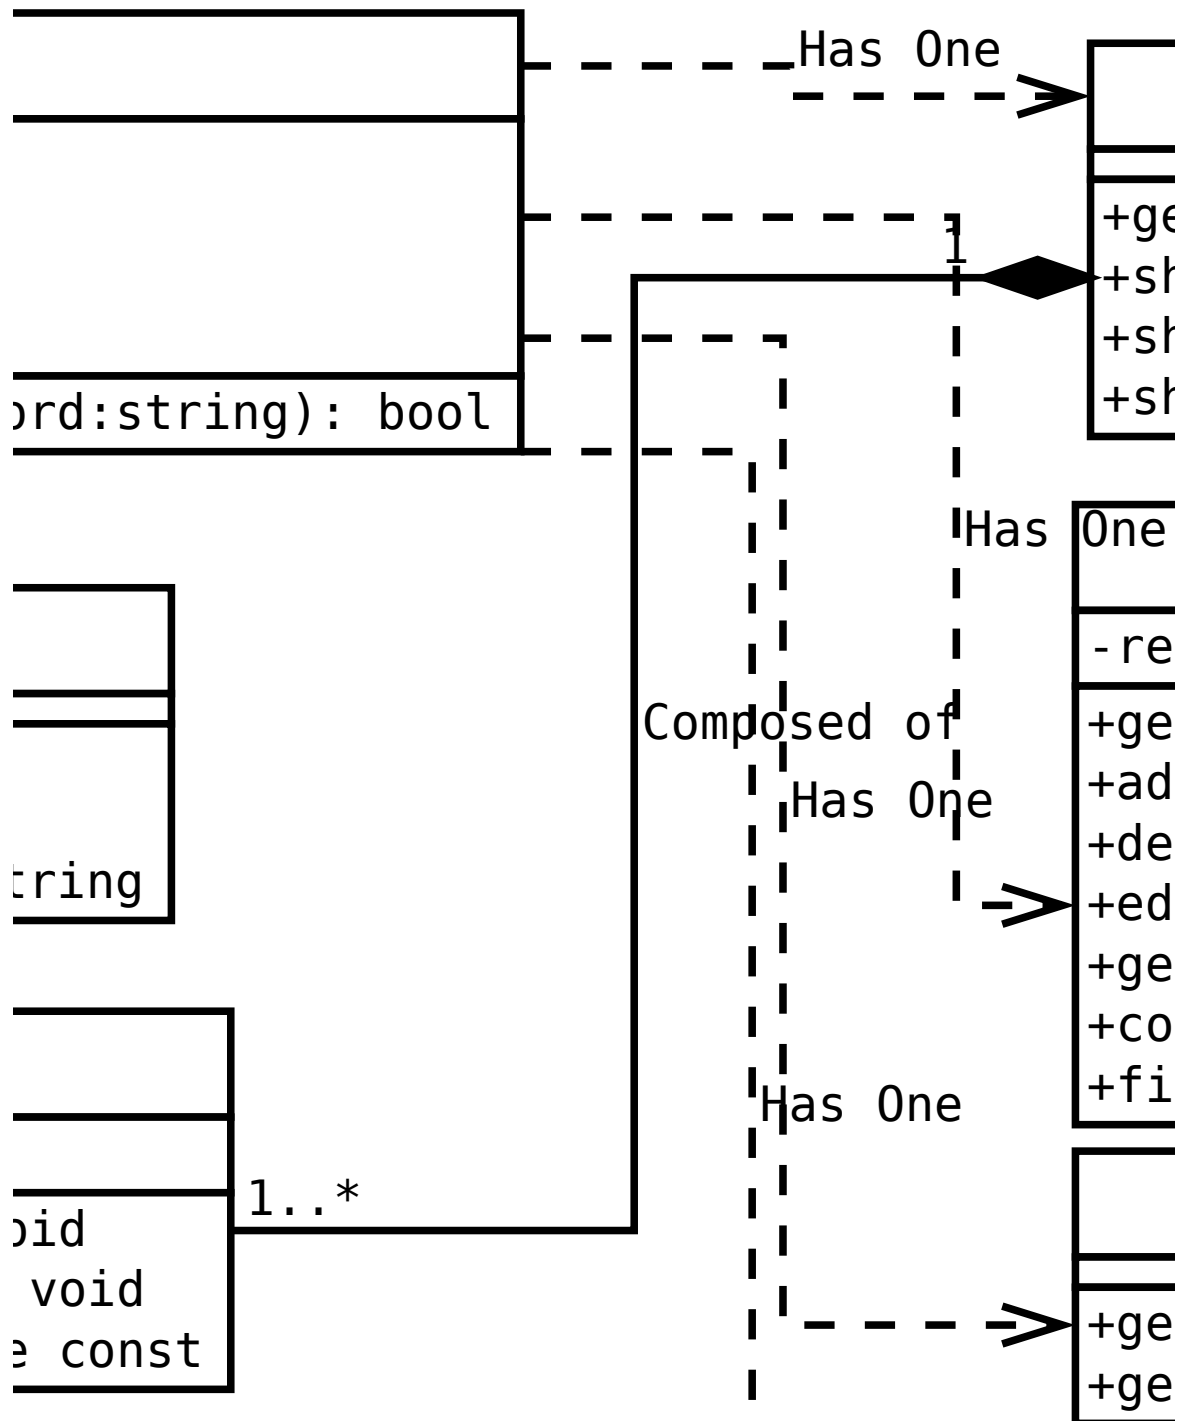 Has One
+ge
1
+sh
+sh
ord:string): bool
+sh
Has One
-re
Composed of
+ge
Has One
+ad
+de
tring
+ed
+ge
+co
+fi
Has One
1..*
oid
void
e const
+ge
+ge